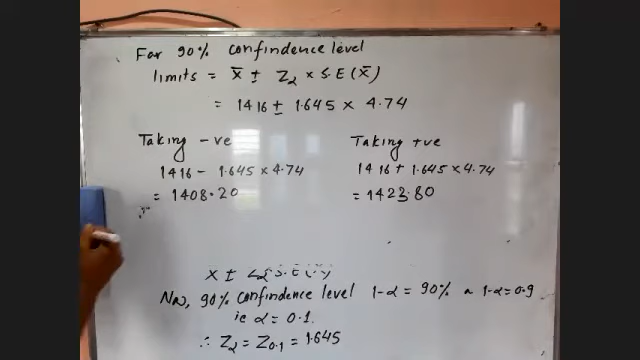 For 90% confindence level
limits = x̄ ± Zα × S.E(x̄)
= 1416 ± 1.645 × 4.74
Taking -ve
1416 - 1.645 × 4.74
= 1408.20
Taking +ve
1416 + 1.645 × 4.74
= 1423.80
x ± Zα S.E(x̄)
Now, 90% confindence level 1-α = 90% a 1-α = 0.9
ie α = 0.1.
∴ Zα = Z0.1 = 1.645